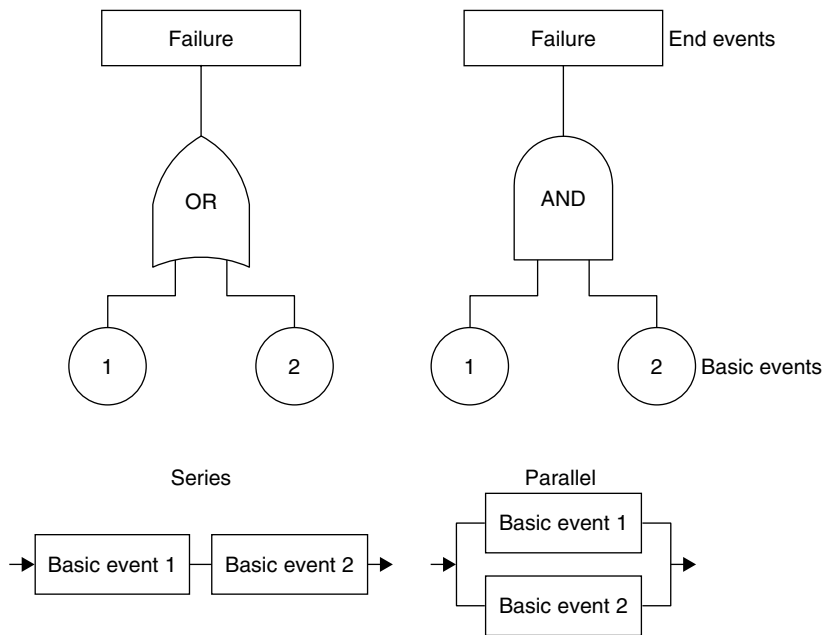 Failure
Failure
End events
OR
AND
1
2
1
2
Basic events
Series
Parallel
Basic event 1
Basic event 2
Basic event 1
Basic event 2